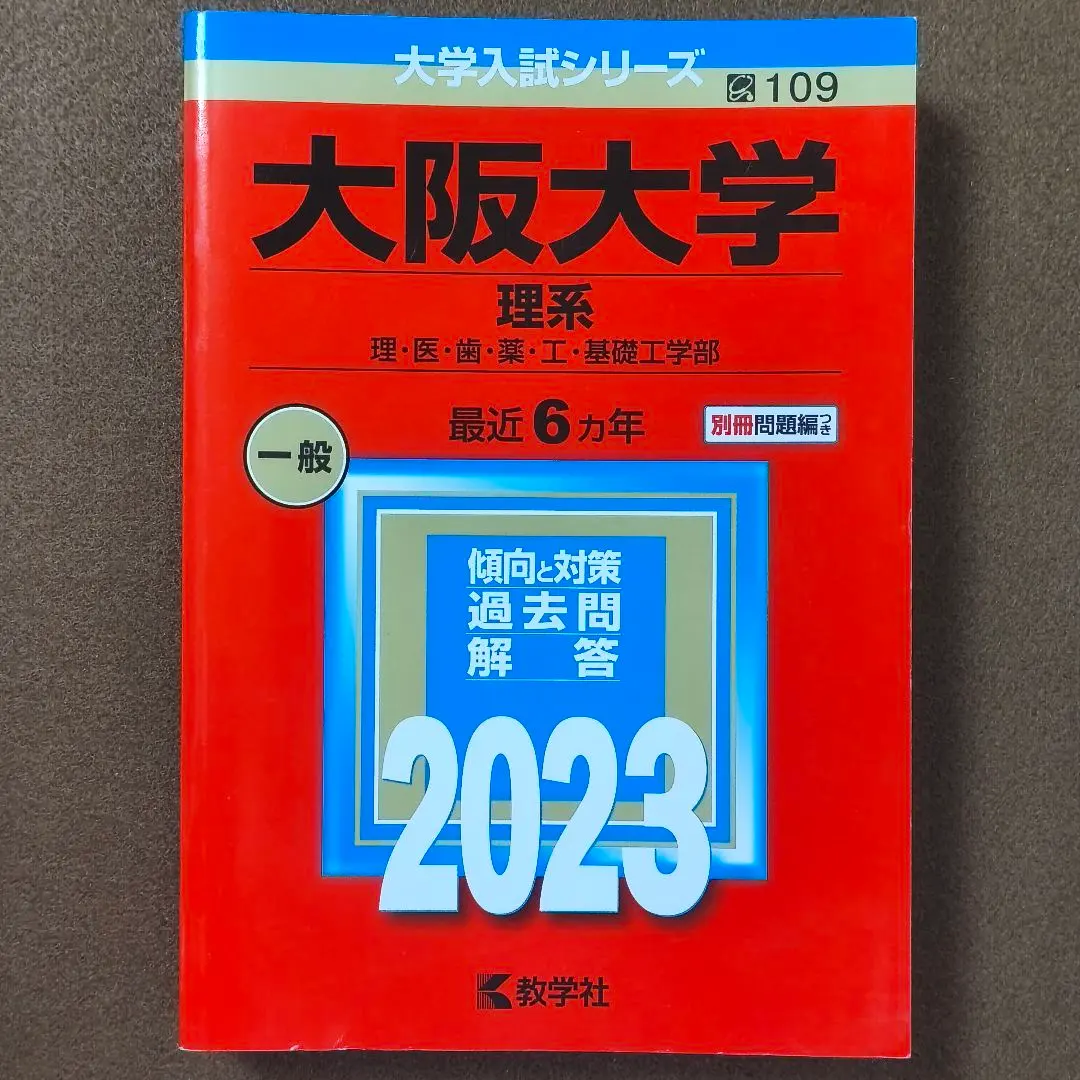 大学入試シリーズ
109
大阪大学
理系
理・医・歯・薬・工・基礎工学部
最近6カ年
別冊問題編つき
一般
傾向と対策
過去問
解答
2023
教学社